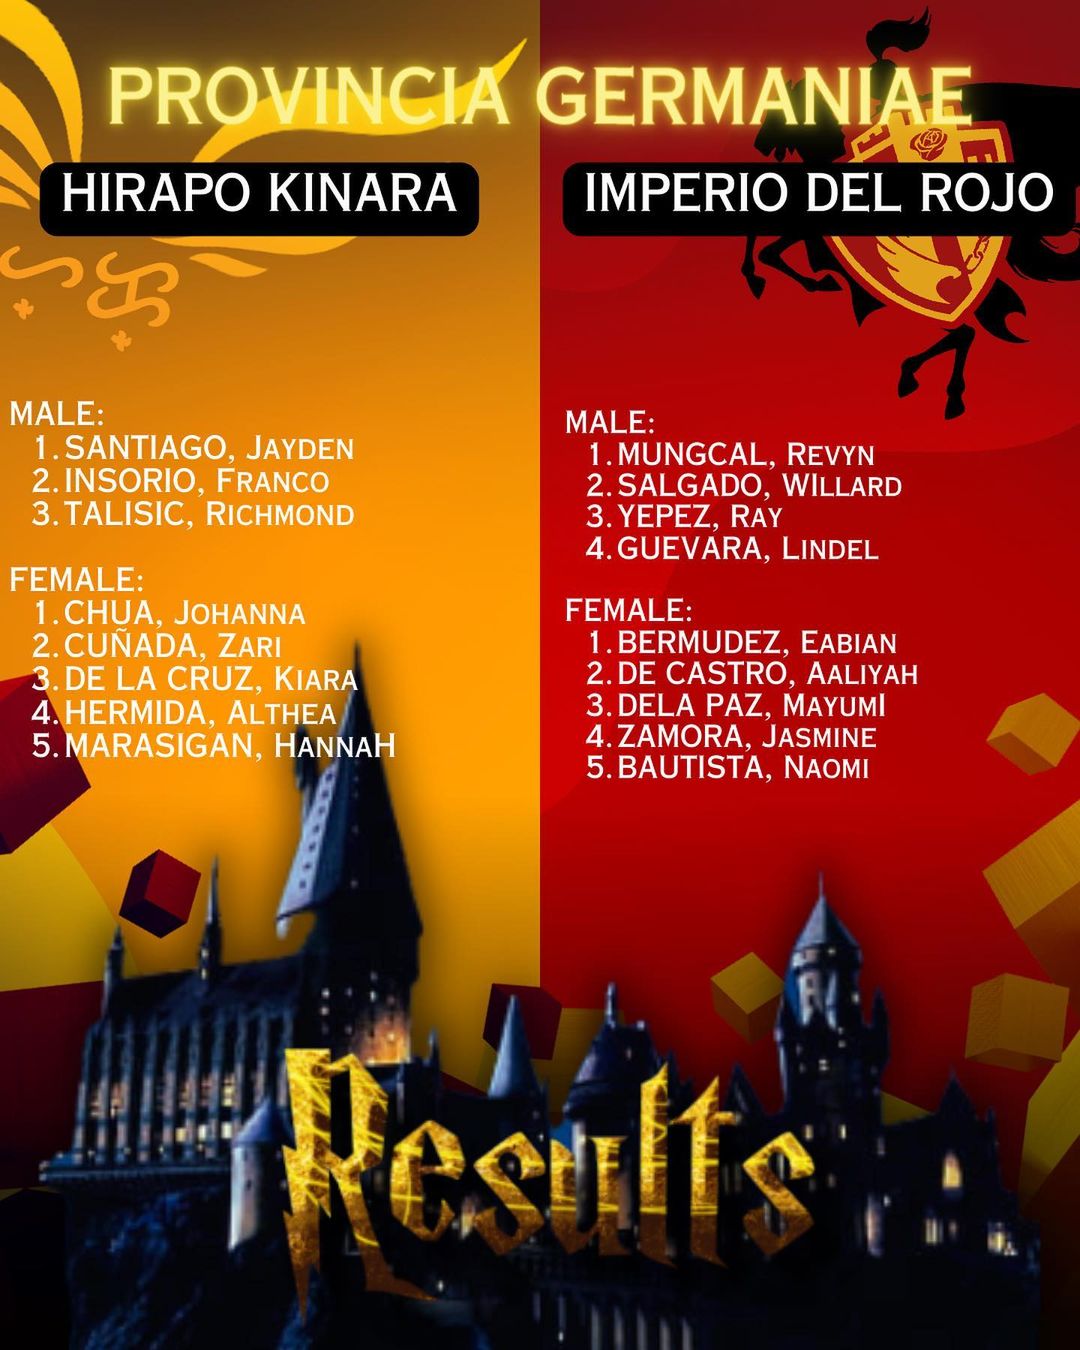 PROVINCIA GERMANIAE
HIRAPO KINARA
MALE:
1. SANTIAGO, Jayden
2. INSORIO, Franco
3. TALISIC, Richmond
FEMALE:
1. CHUA, Johanna
2. CUÑADA, Zari
3. DE LA CRUZ, Kiara
4. HERMIDA, Althea
5. MARASIGAN, HannaH
IMPERIO DEL ROJO
MALE:
1. MUNGCAL, Revyn
2. SALGADO, WIllard
3. YEPEZ, Ray
4. GUEVARA, Lindel
FEMALE:
1. BERMUDEZ, Eabian
2. DE CASTRO, Aaliyah
3. DELA PAZ, MayumI
4. ZAMORA, Jasmine
5. BAUTISTA, Naomi
Results